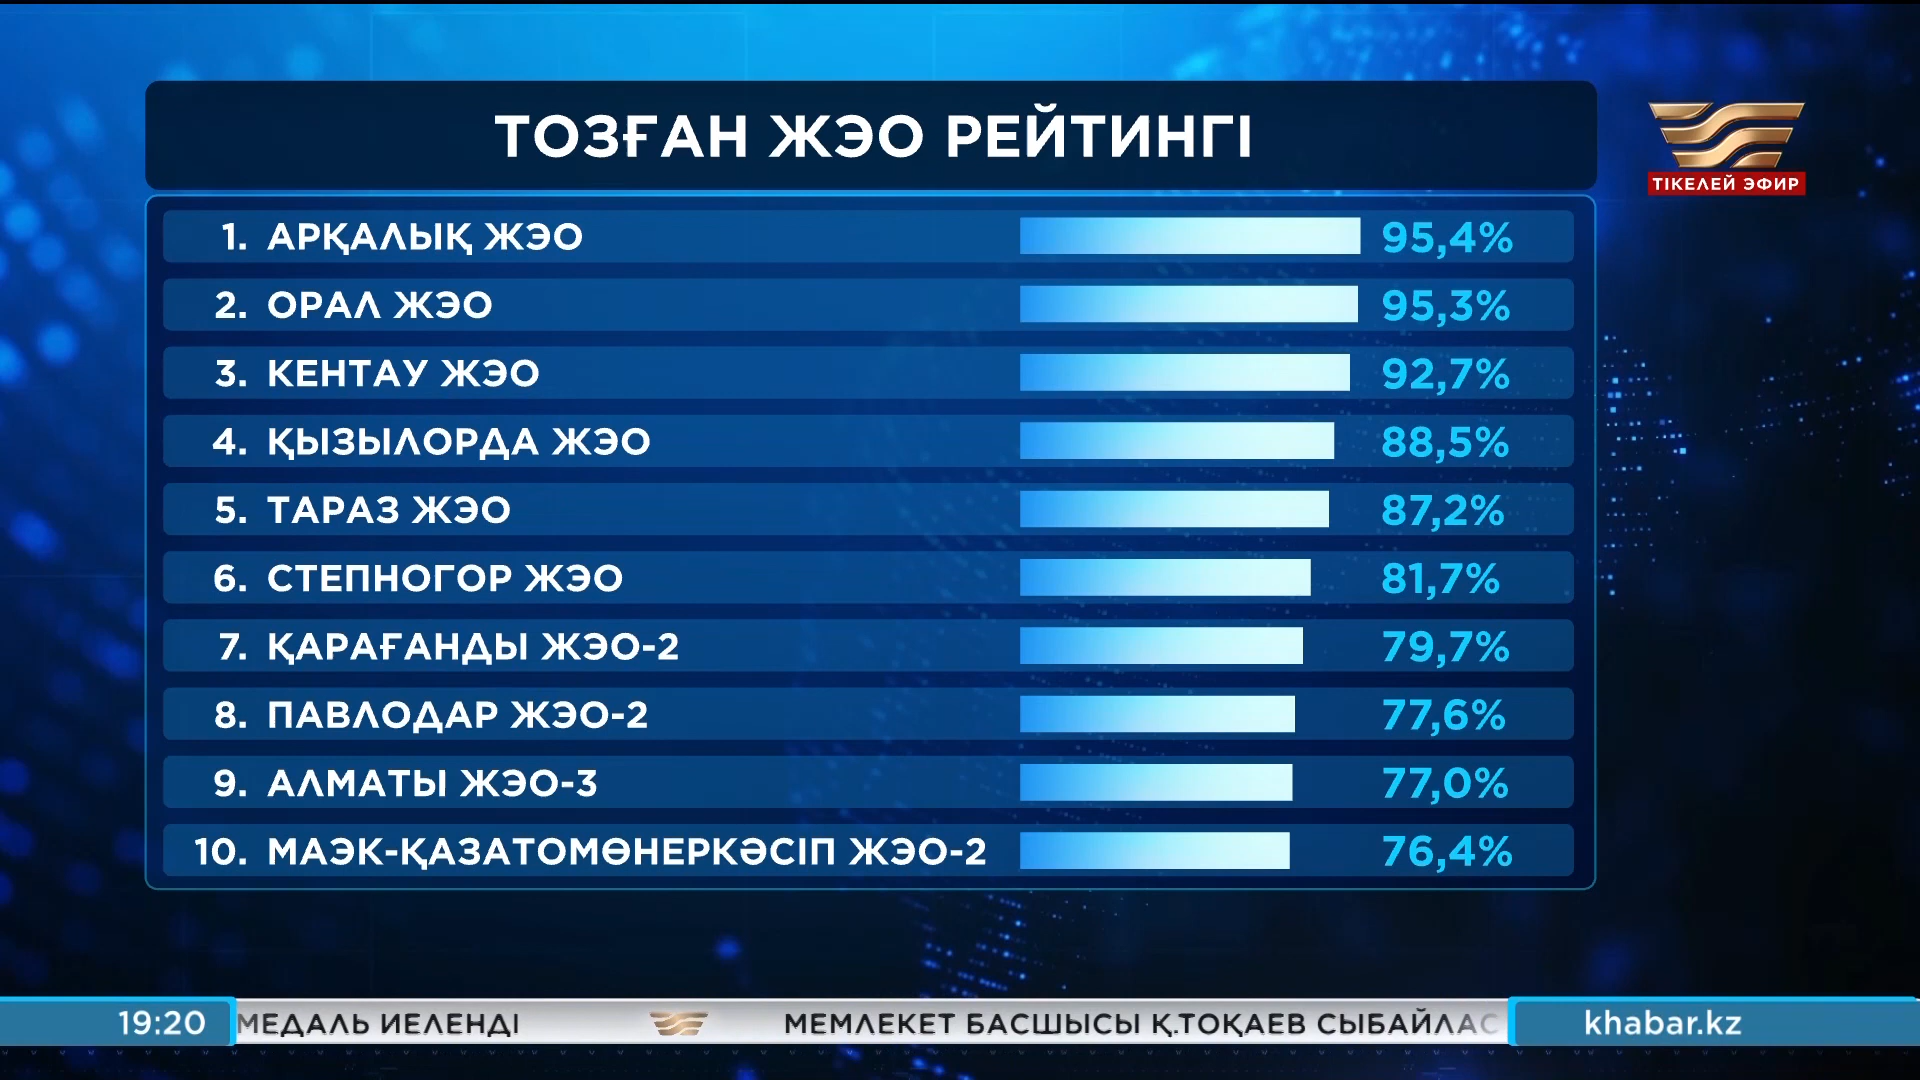 ТОЗҒАН ЖЭО РЕЙТИНГІ
ТІКЕЛЕЙ ЭФИР
1. АРҚАЛЫҚ ЖЭО 95,4%
2. ОРАЛ ЖЭО 95,3%
3. КЕНТАУ ЖЭО 92,7%
4. ҚЫЗЫЛОРДА ЖЭО 88,5%
5. ТАРАЗ ЖЭО 87,2%
6. СТЕПНОГОР ЖЭО 81,7%
7. ҚАРАҒАНДЫ ЖЭО-2 79,7%
8. ПАВЛОДАР ЖЭО-2 77,6%
9. АЛМАТЫ ЖЭО-3 77,0%
10. МАЭК-ҚАЗАТОМӨНЕРКӘСІП ЖЭО-2 76,4%
19:20 МЕДАЛЬ ИЕЛЕНДІ МЕМЛЕКЕТ БАСШЫСЫ Қ.ТОҚАЕВ СЫБАЙЛАС khabar.kz